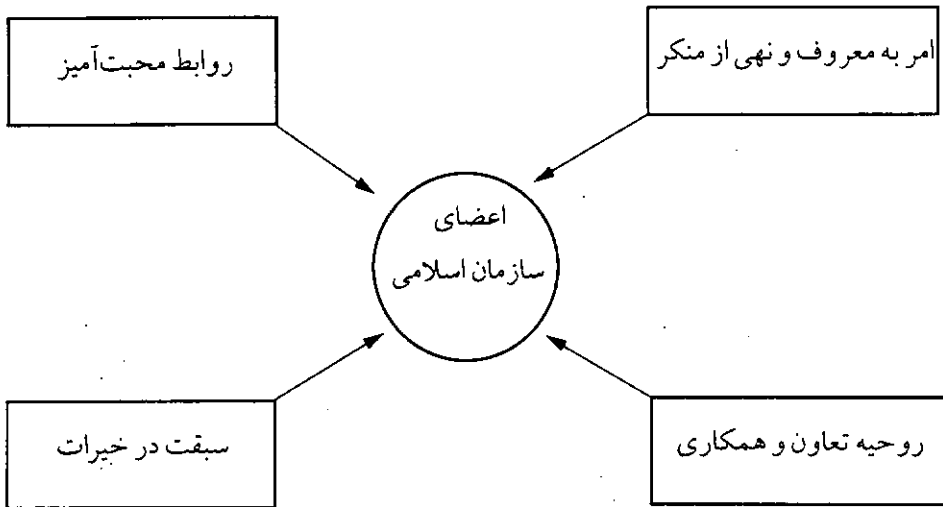 امر به معروف و نهی از منکر
روابط محبت‌آمیز
اعضای
سازمان اسلامی
روحیه تعاون و همکاری
سبقت در خیرات